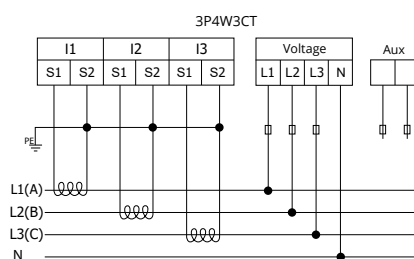 3P4W3CT
I1 I2 I3 Voltage Aux
S1 S2 S1 S2 S1 S2 L1 L2 L3 N
PE
L1(A)
L2(B)
L3(C)
N